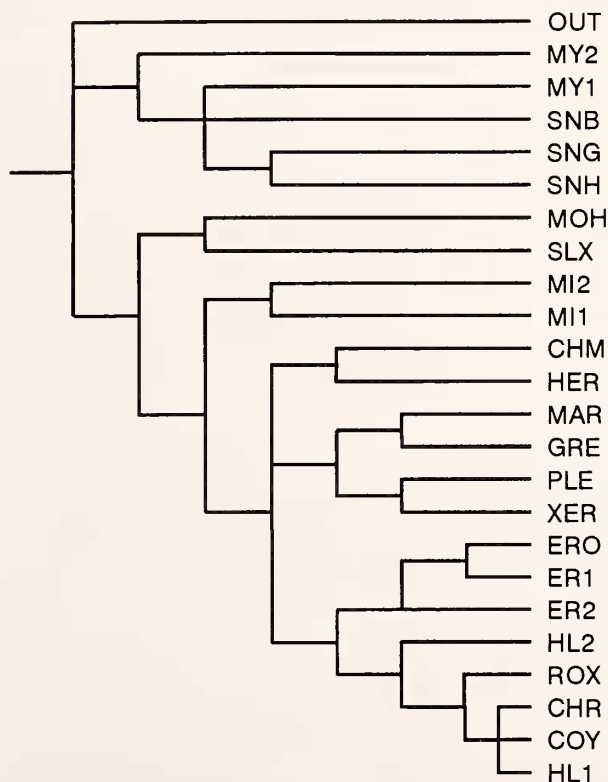 OUT
MY2
MY1
SNB
SNG
SNH
MOH
SLX
MI2
MI1
CHM
HER
MAR
GRE
PLE
XER
ERO
ER1
ER2
HL2
ROX
CHR
COY
HL1